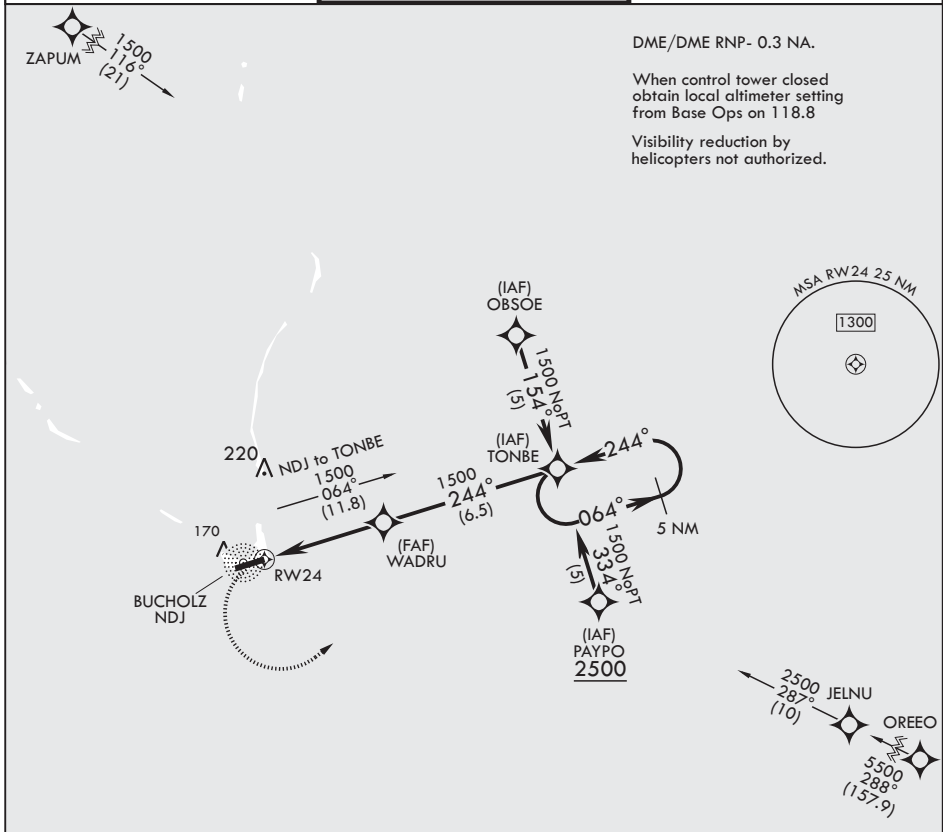 ZAPUM
1500
116°
(21)
DME/DME RNP- 0.3 NA.
When control tower closed
obtain local altimeter setting
from Base Ops on 118.8
Visibility reduction by
helicopters not authorized.
MSA RW24 25 NM
1300
(IAF)
OBSOE
1500 NoPT
154°
(5)
(IAF)
TONBE
244°
064°
5 NM
220
NDJ to TONBE
1500
064°
(11.8)
1500
244°
(6.5)
(FAF)
WADRU
170
RW24
BUCHOLZ
NDJ
1500 NoPT
334°
(5)
(IAF)
PAYPO
2500
2500
287°
(10)
JELNU
OREEO
5500
288°
(157.9)